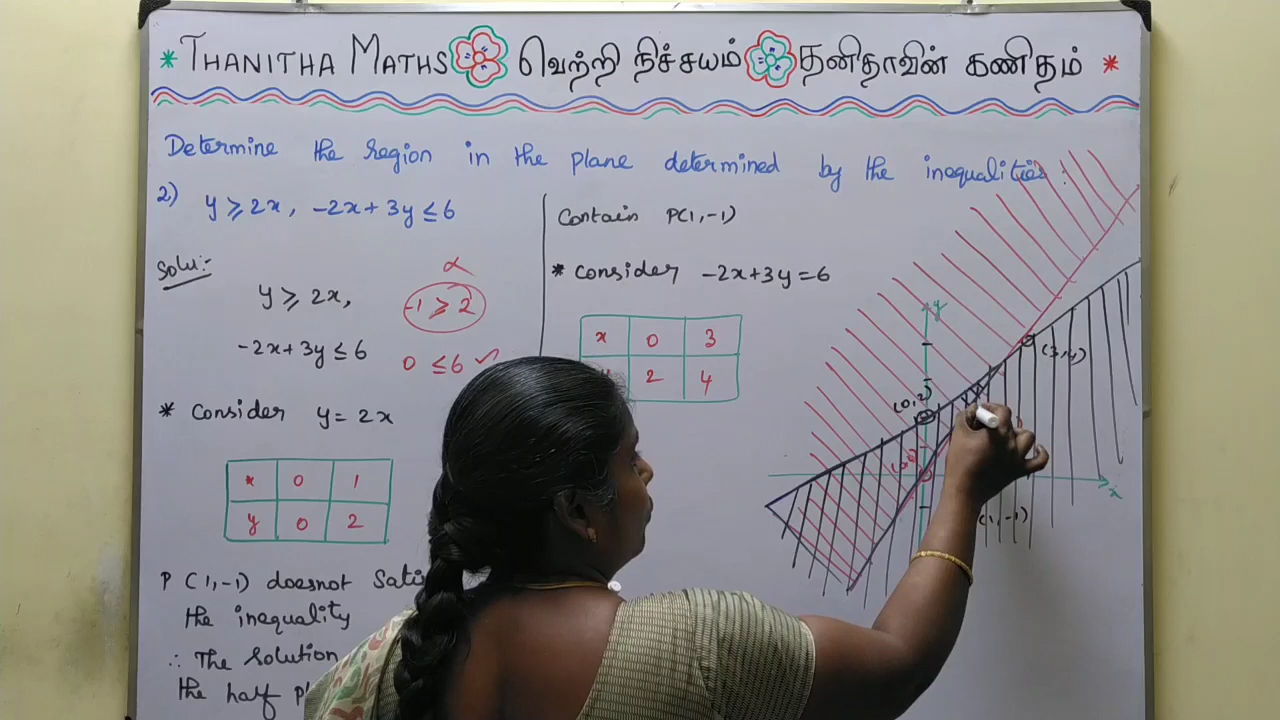 * THANITHA MATHS வெற்றி நிச்சயம் தனிதாவின் கணிதம் *
Determine the region in the plane determined by the inequalities :
2) y ≥ 2x, -2x + 3y ≤ 6
Solu:-
y ≥ 2x,
-1 ≥ 2
-2x + 3y ≤ 6
0 ≤ 6 ✓
* Consider y = 2x
x 0 1
y 0 2
P (1, -1) doesnot
the inequality
∴ The Solution
the half
Contain P(1, -1)
* Consider -2x + 3y = 6
x 0 3
2 4
y
(3, 4)
(0, 2)
(0, 0)
x
(1, -1)